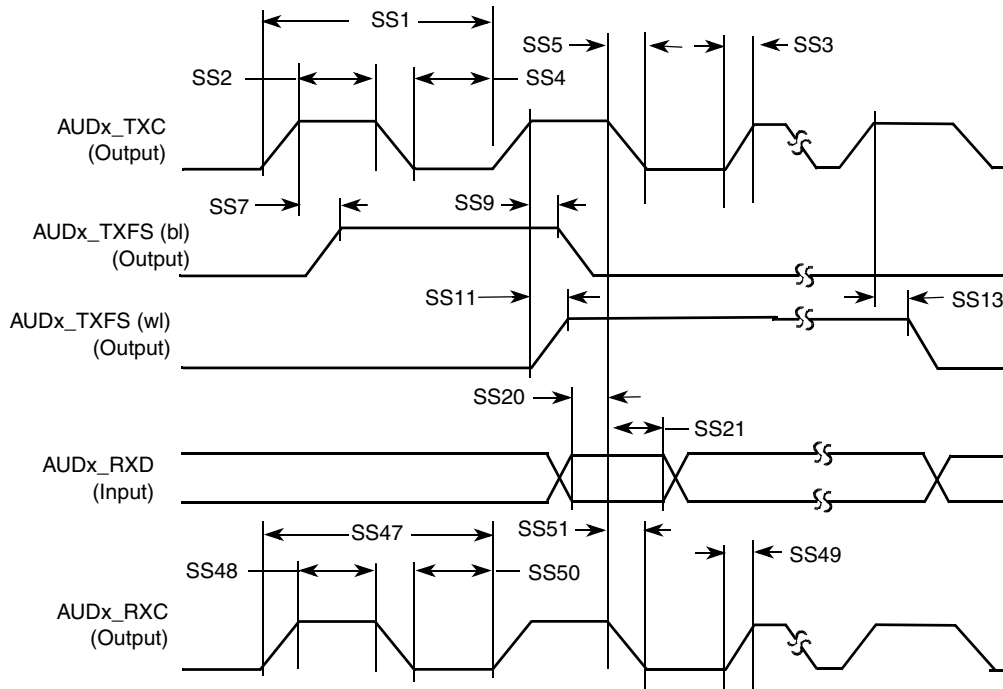 SS1
SS5
SS3
SS2
SS4
AUDx_TXC
(Output)
SS7
SS9
AUDx_TXFS (bl)
(Output)
SS11
SS13
AUDx_TXFS (wl)
(Output)
SS20
SS21
AUDx_RXD
(Input)
SS47
SS51
SS49
SS48
SS50
AUDx_RXC
(Output)